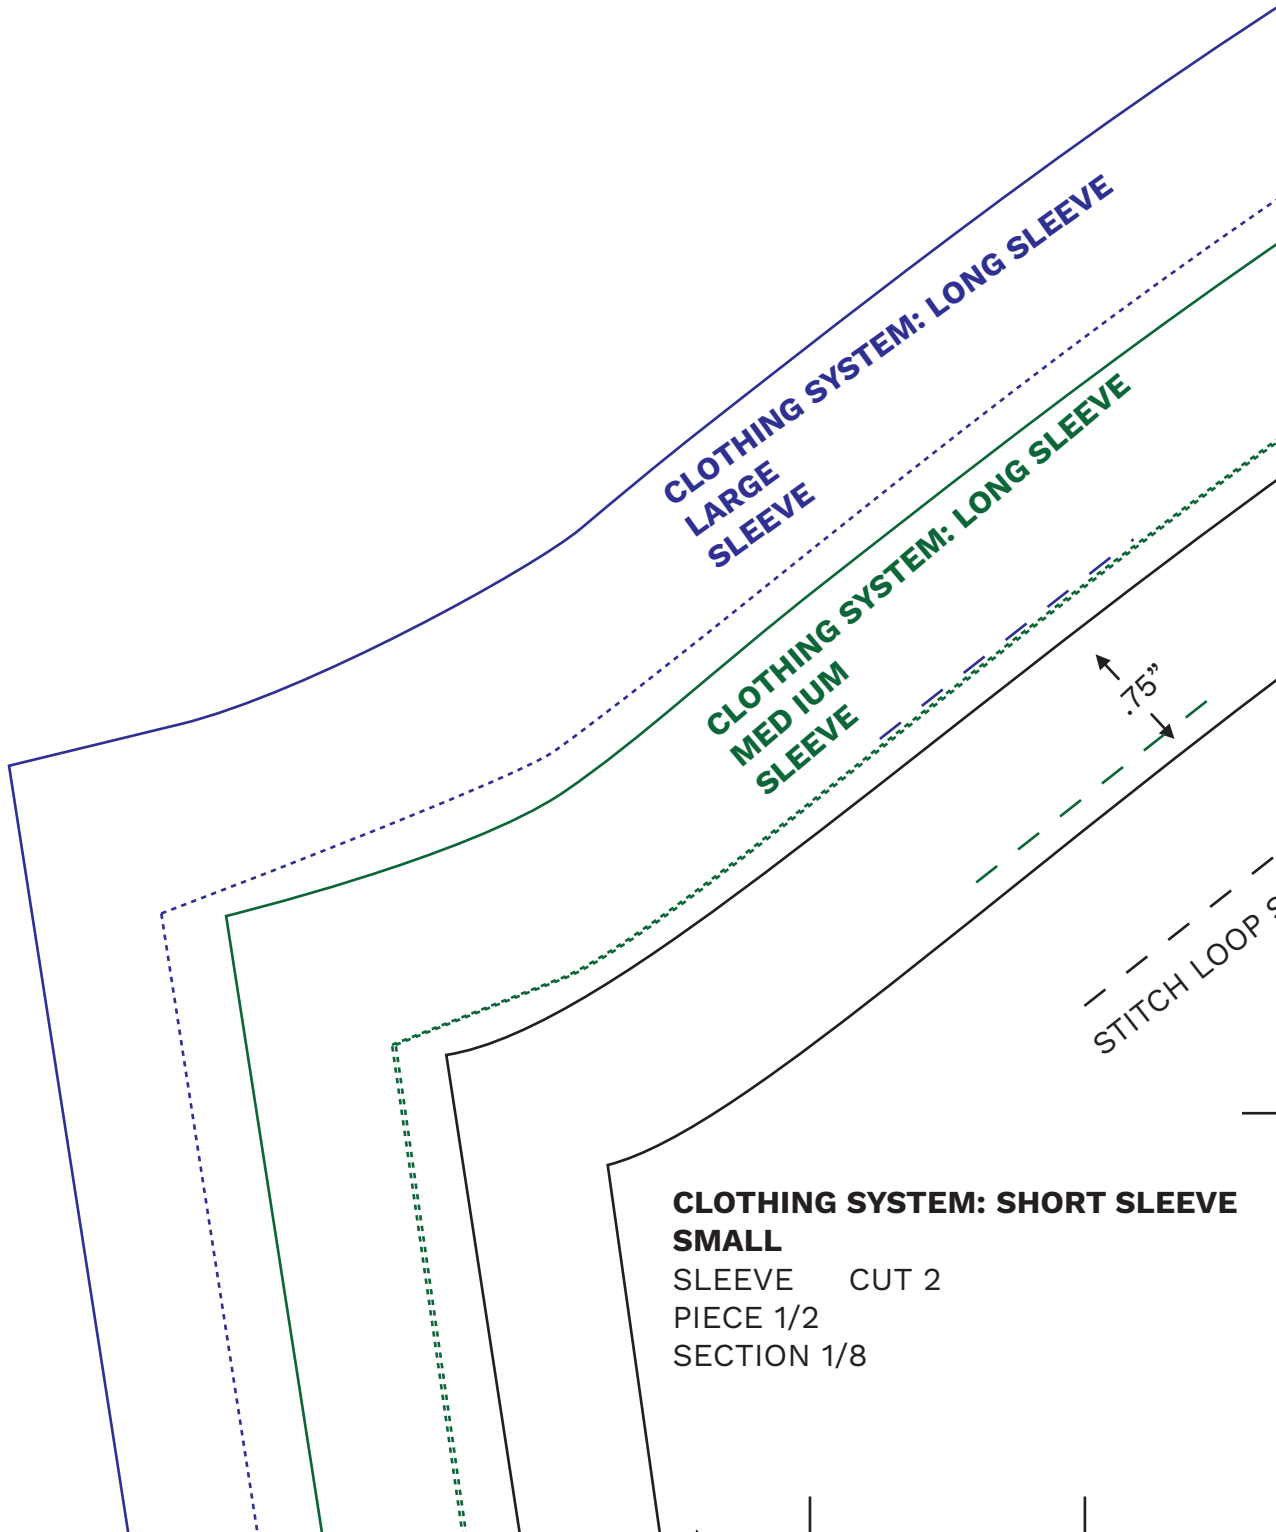 CLOTHING SYSTEM: LONG SLEEVE
LARGE
SLEEVE
CLOTHING SYSTEM: LONG SLEEVE
MED IUM
SLEEVE
.75”
STITCH LOOP
CLOTHING SYSTEM: SHORT SLEEVE
SMALL
SLEEVE CUT 2
PIECE 1/2
SECTION 1/8